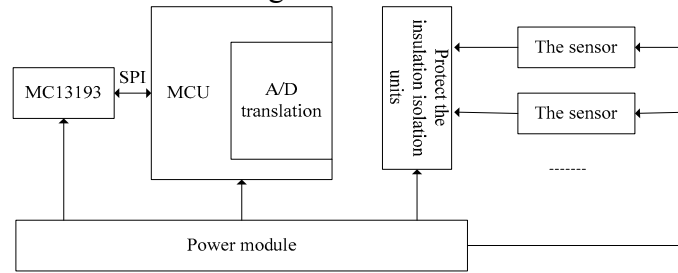 MC13193
SPI
MCU
A/D
translation
Protect the
insulation isolation
units
The sensor
The sensor
-------
Power module